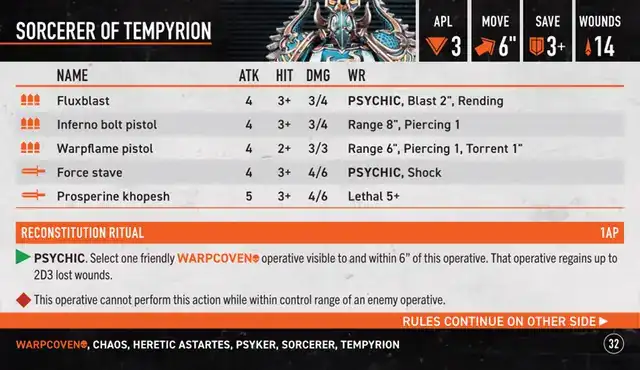 SORCERER OF TEMPYRION
APL MOVE SAVE WOUNDS
3 6" 3+ 14
NAME ATK HIT DMG WR
Fluxblast 4 3+ 3/4 PSYCHIC, Blast 2", Rending
Inferno bolt pistol 4 3+ 3/4 Range 8", Piercing 1
Warpflame pistol 4 2+ 3/3 Range 6", Piercing 1, Torrent 1"
Force stave 4 3+ 4/6 PSYCHIC, Shock
Prosperine khopesh 5 3+ 4/6 Lethal 5+
RECONSTITUTION RITUAL 1AP
PSYCHIC. Select one friendly WARPCOVEN operative visible to and within 6" of this operative. That operative regains up to
2D3 lost wounds.
This operative cannot perform this action while within control range of an enemy operative.
RULES CONTINUE ON OTHER SIDE
WARPCOVEN, CHAOS, HERETIC ASTARTES, PSYKER, SORCERER, TEMPYRION
32